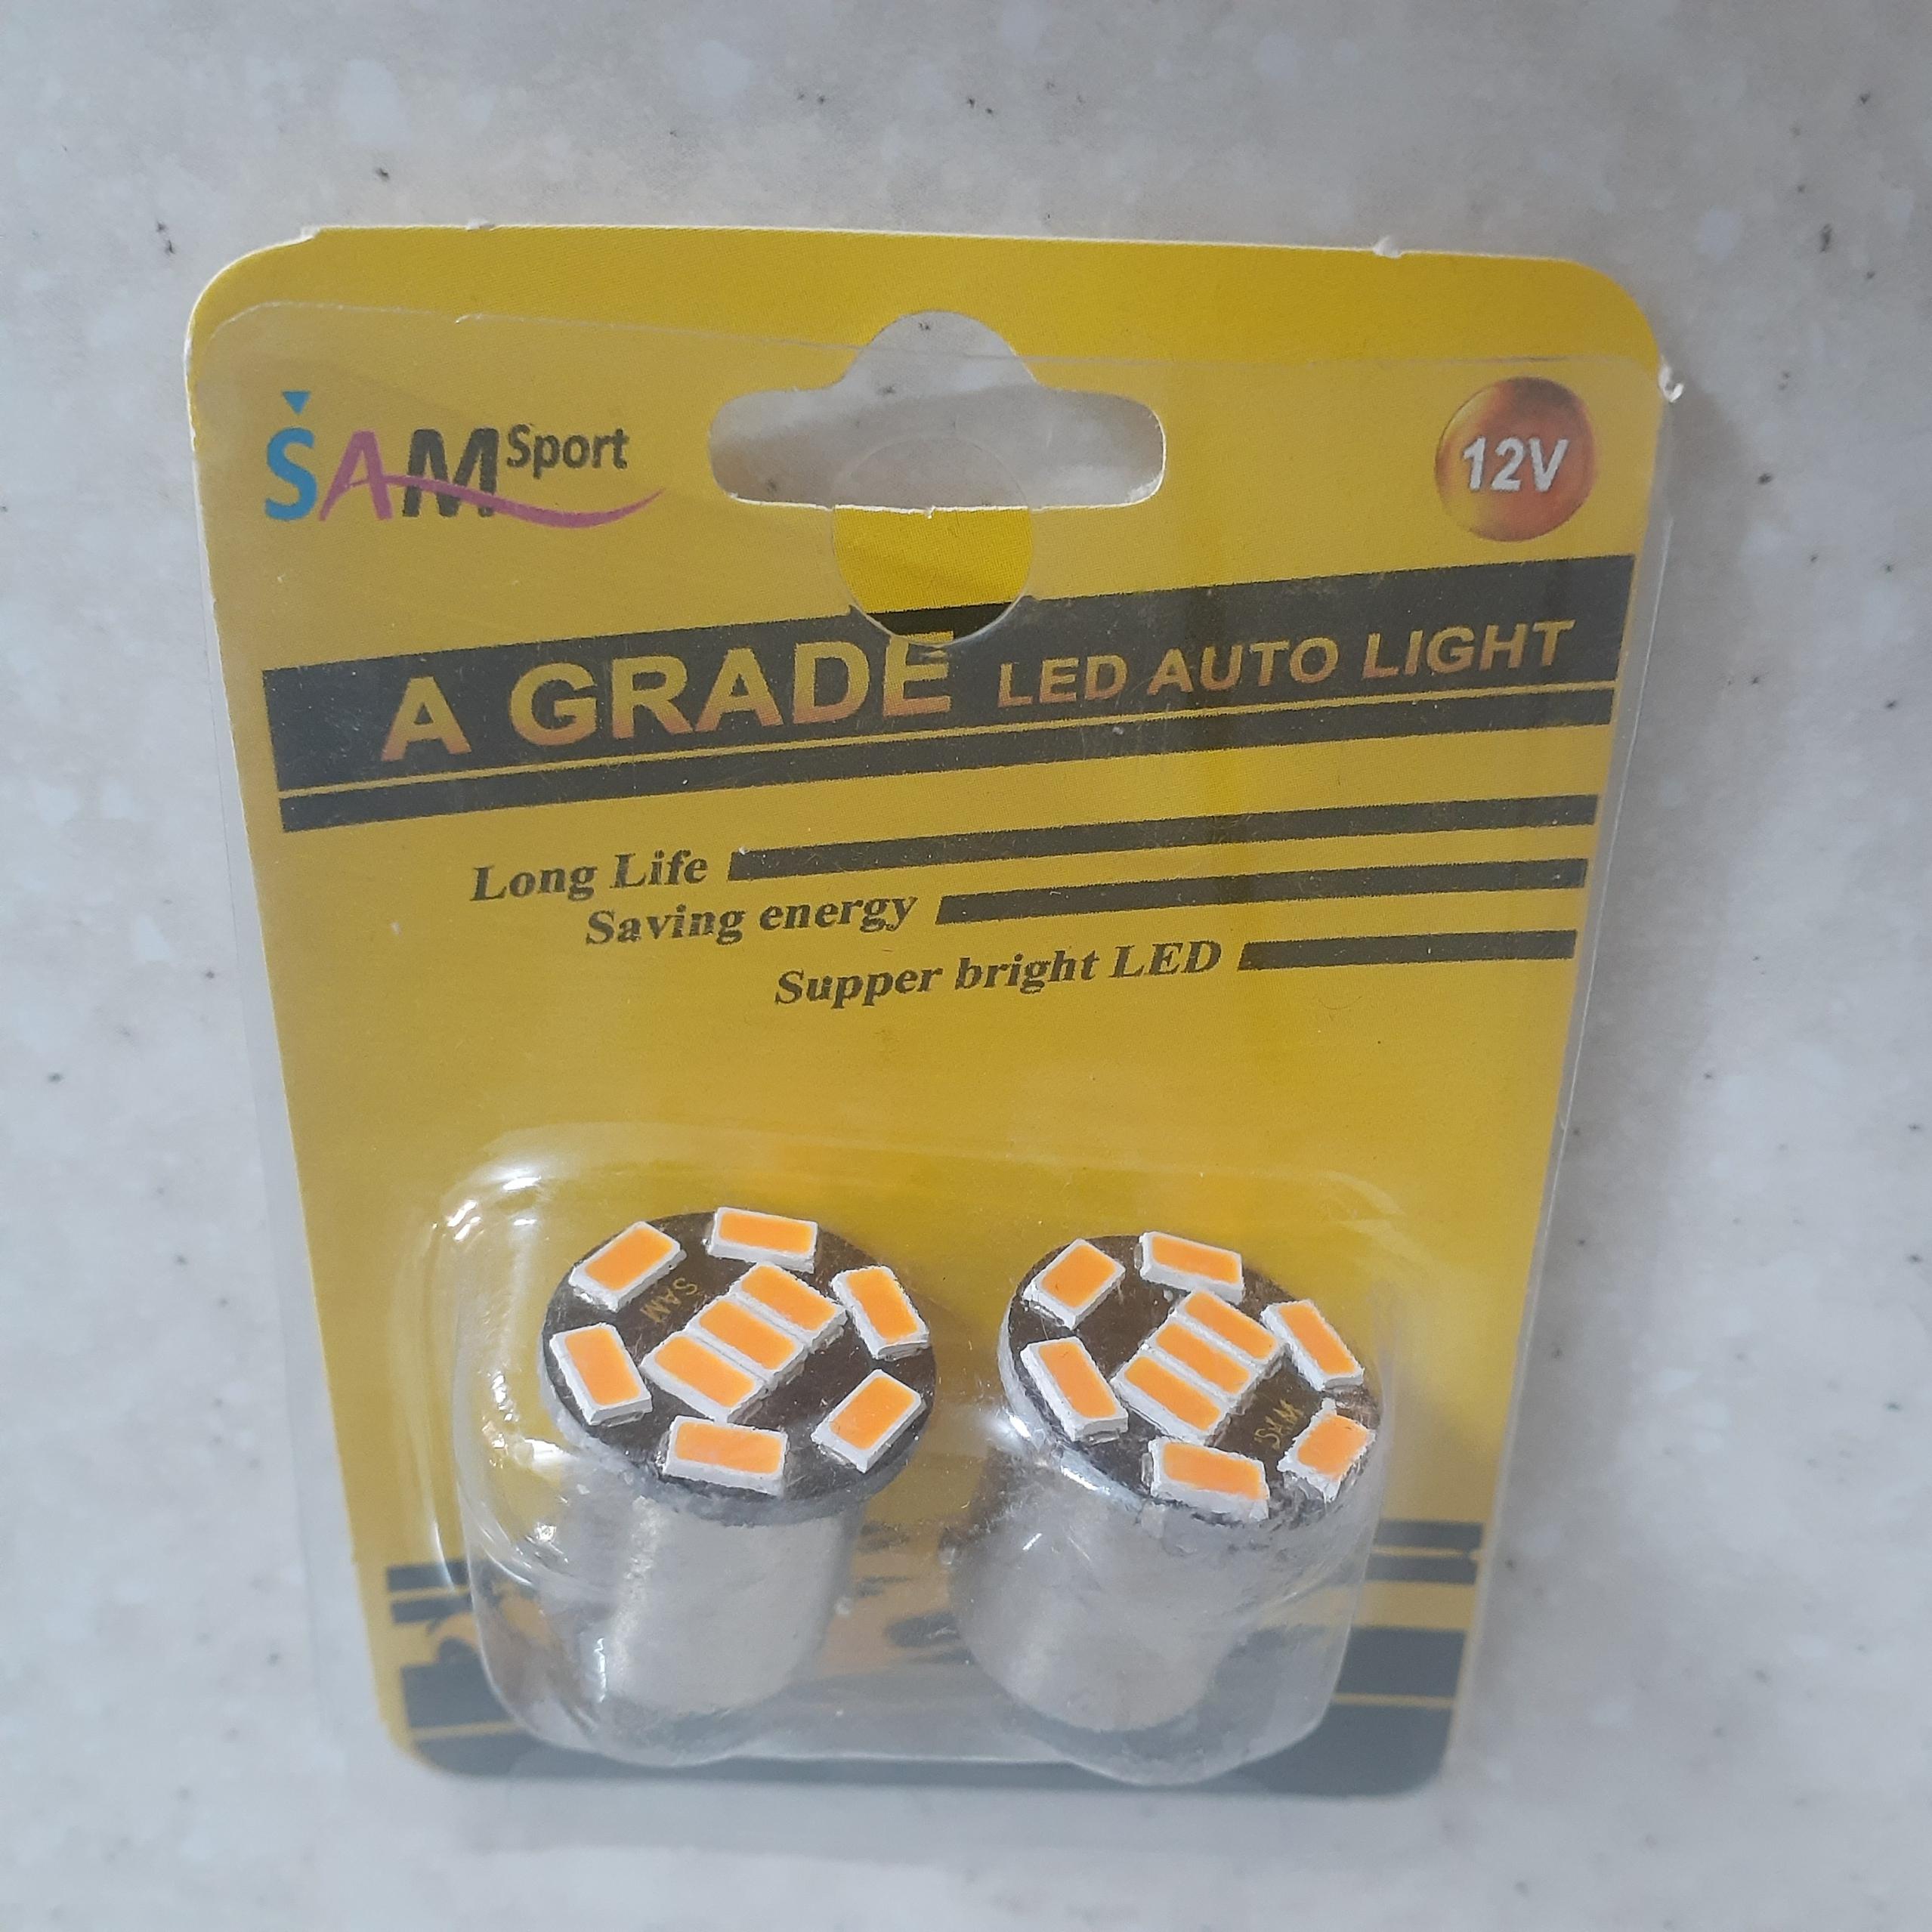 ŠAM Sport
12V
A GRADE LED AUTO LIGHT
Long Life
Saving energy
Supper bright LED
SAM
SAM